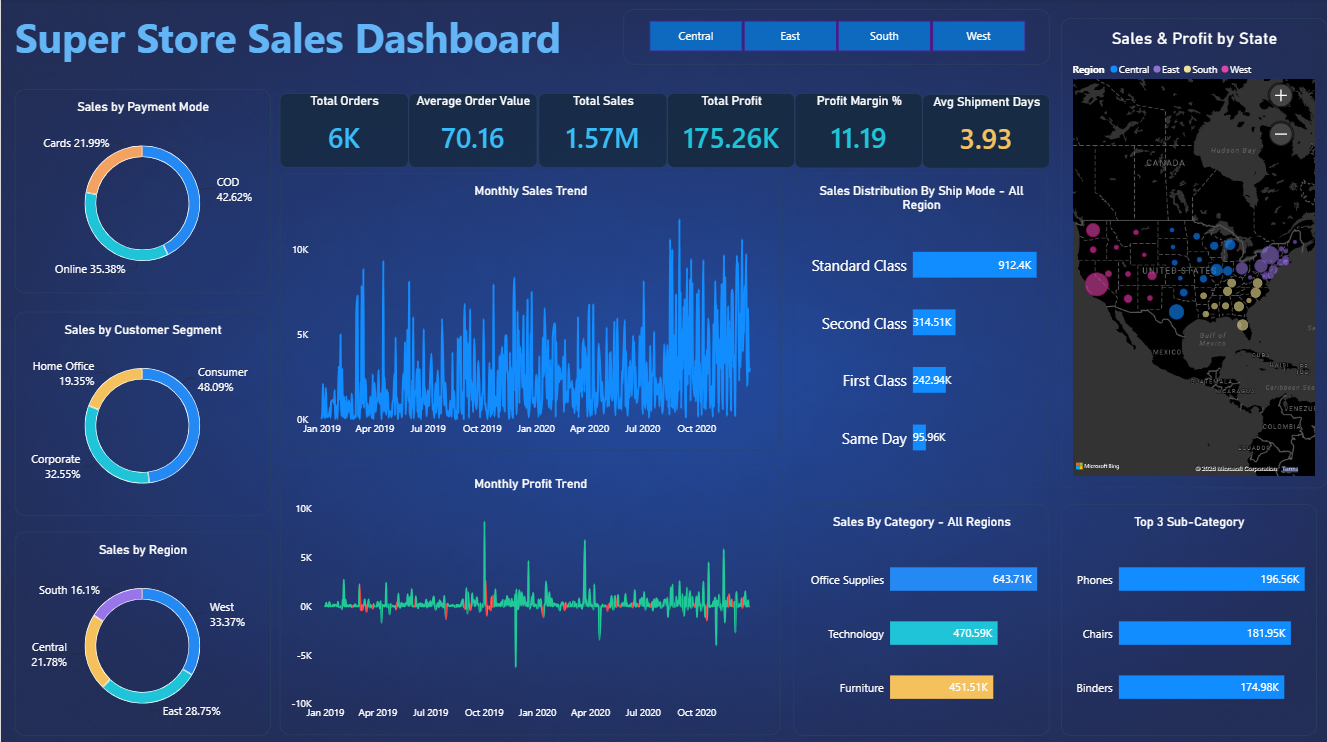 Super Store Sales Dashboard
Central
East
South
West
Sales & Profit by State
Region Central East South West
Sales by Payment Mode
Cards 21.99%
COD
42.62%
Online 35.38%
Total Orders
6K
Average Order Value
70.16
Total Sales
1.57M
Total Profit
175.26K
Profit Margin %
11.19
Avg Shipment Days
3.93
Monthly Sales Trend
10K
5K
0K
Jan 2019 Apr 2019 Jul 2019 Oct 2019 Jan 2020 Apr 2020 Jul 2020 Oct 2020
Sales Distribution By Ship Mode - All
Region
Standard Class 912.4K
Second Class 314.51K
First Class 242.94K
Same Day 95.96K
Hudson Bay
CANADA
UNITED STATES
Gulf of
Mexico
MEXICO
CUBA
GUATEMALA
NICARAGUA
COLOMBIA
ECUADOR
Microsoft Bing
© 2026 Microsoft Corporation Terms
Sales by Customer Segment
Home Office
19.35%
Consumer
48.09%
Corporate
32.55%
Monthly Profit Trend
10K
5K
0K
-5K
-10K
Jan 2019 Apr 2019 Jul 2019 Oct 2019 Jan 2020 Apr 2020 Jul 2020 Oct 2020
Sales by Region
South 16.1%
West
33.37%
Central
21.78%
East 28.75%
Sales By Category - All Regions
Office Supplies 643.71K
Technology 470.59K
Furniture 451.51K
Top 3 Sub-Category
Phones 196.56K
Chairs 181.95K
Binders 174.98K